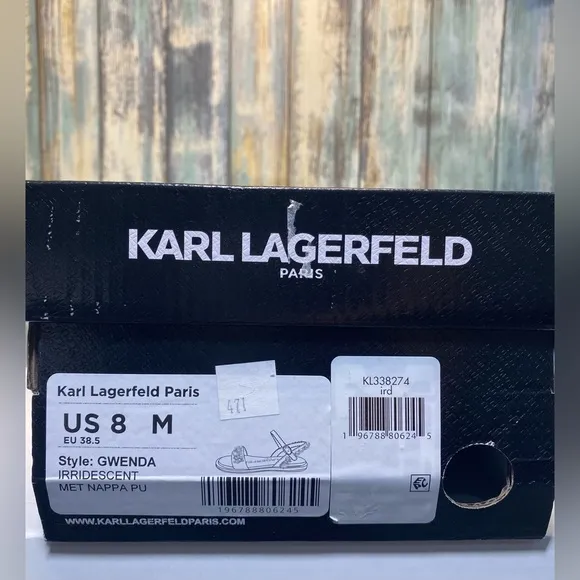 KARL LAGERFELD
PARIS
Karl Lagerfeld Paris
US 8 M
EU 38.5
Style: GWENDA
IRRIDESCENT
MET NAPPA PU
196788806245
WWW.KARLLAGERFELDPARIS.COM
477
KL338274
ird
1 96788 80624 5